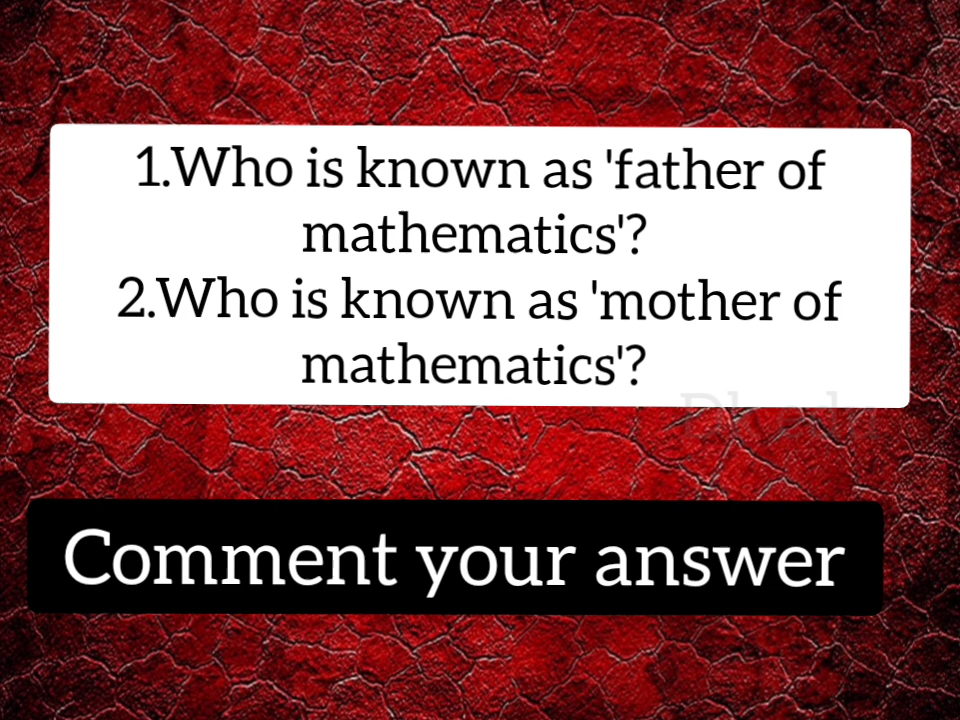 1.Who is known as 'father of
mathematics'?
2.Who is known as 'mother of
mathematics'?
Comment your answer